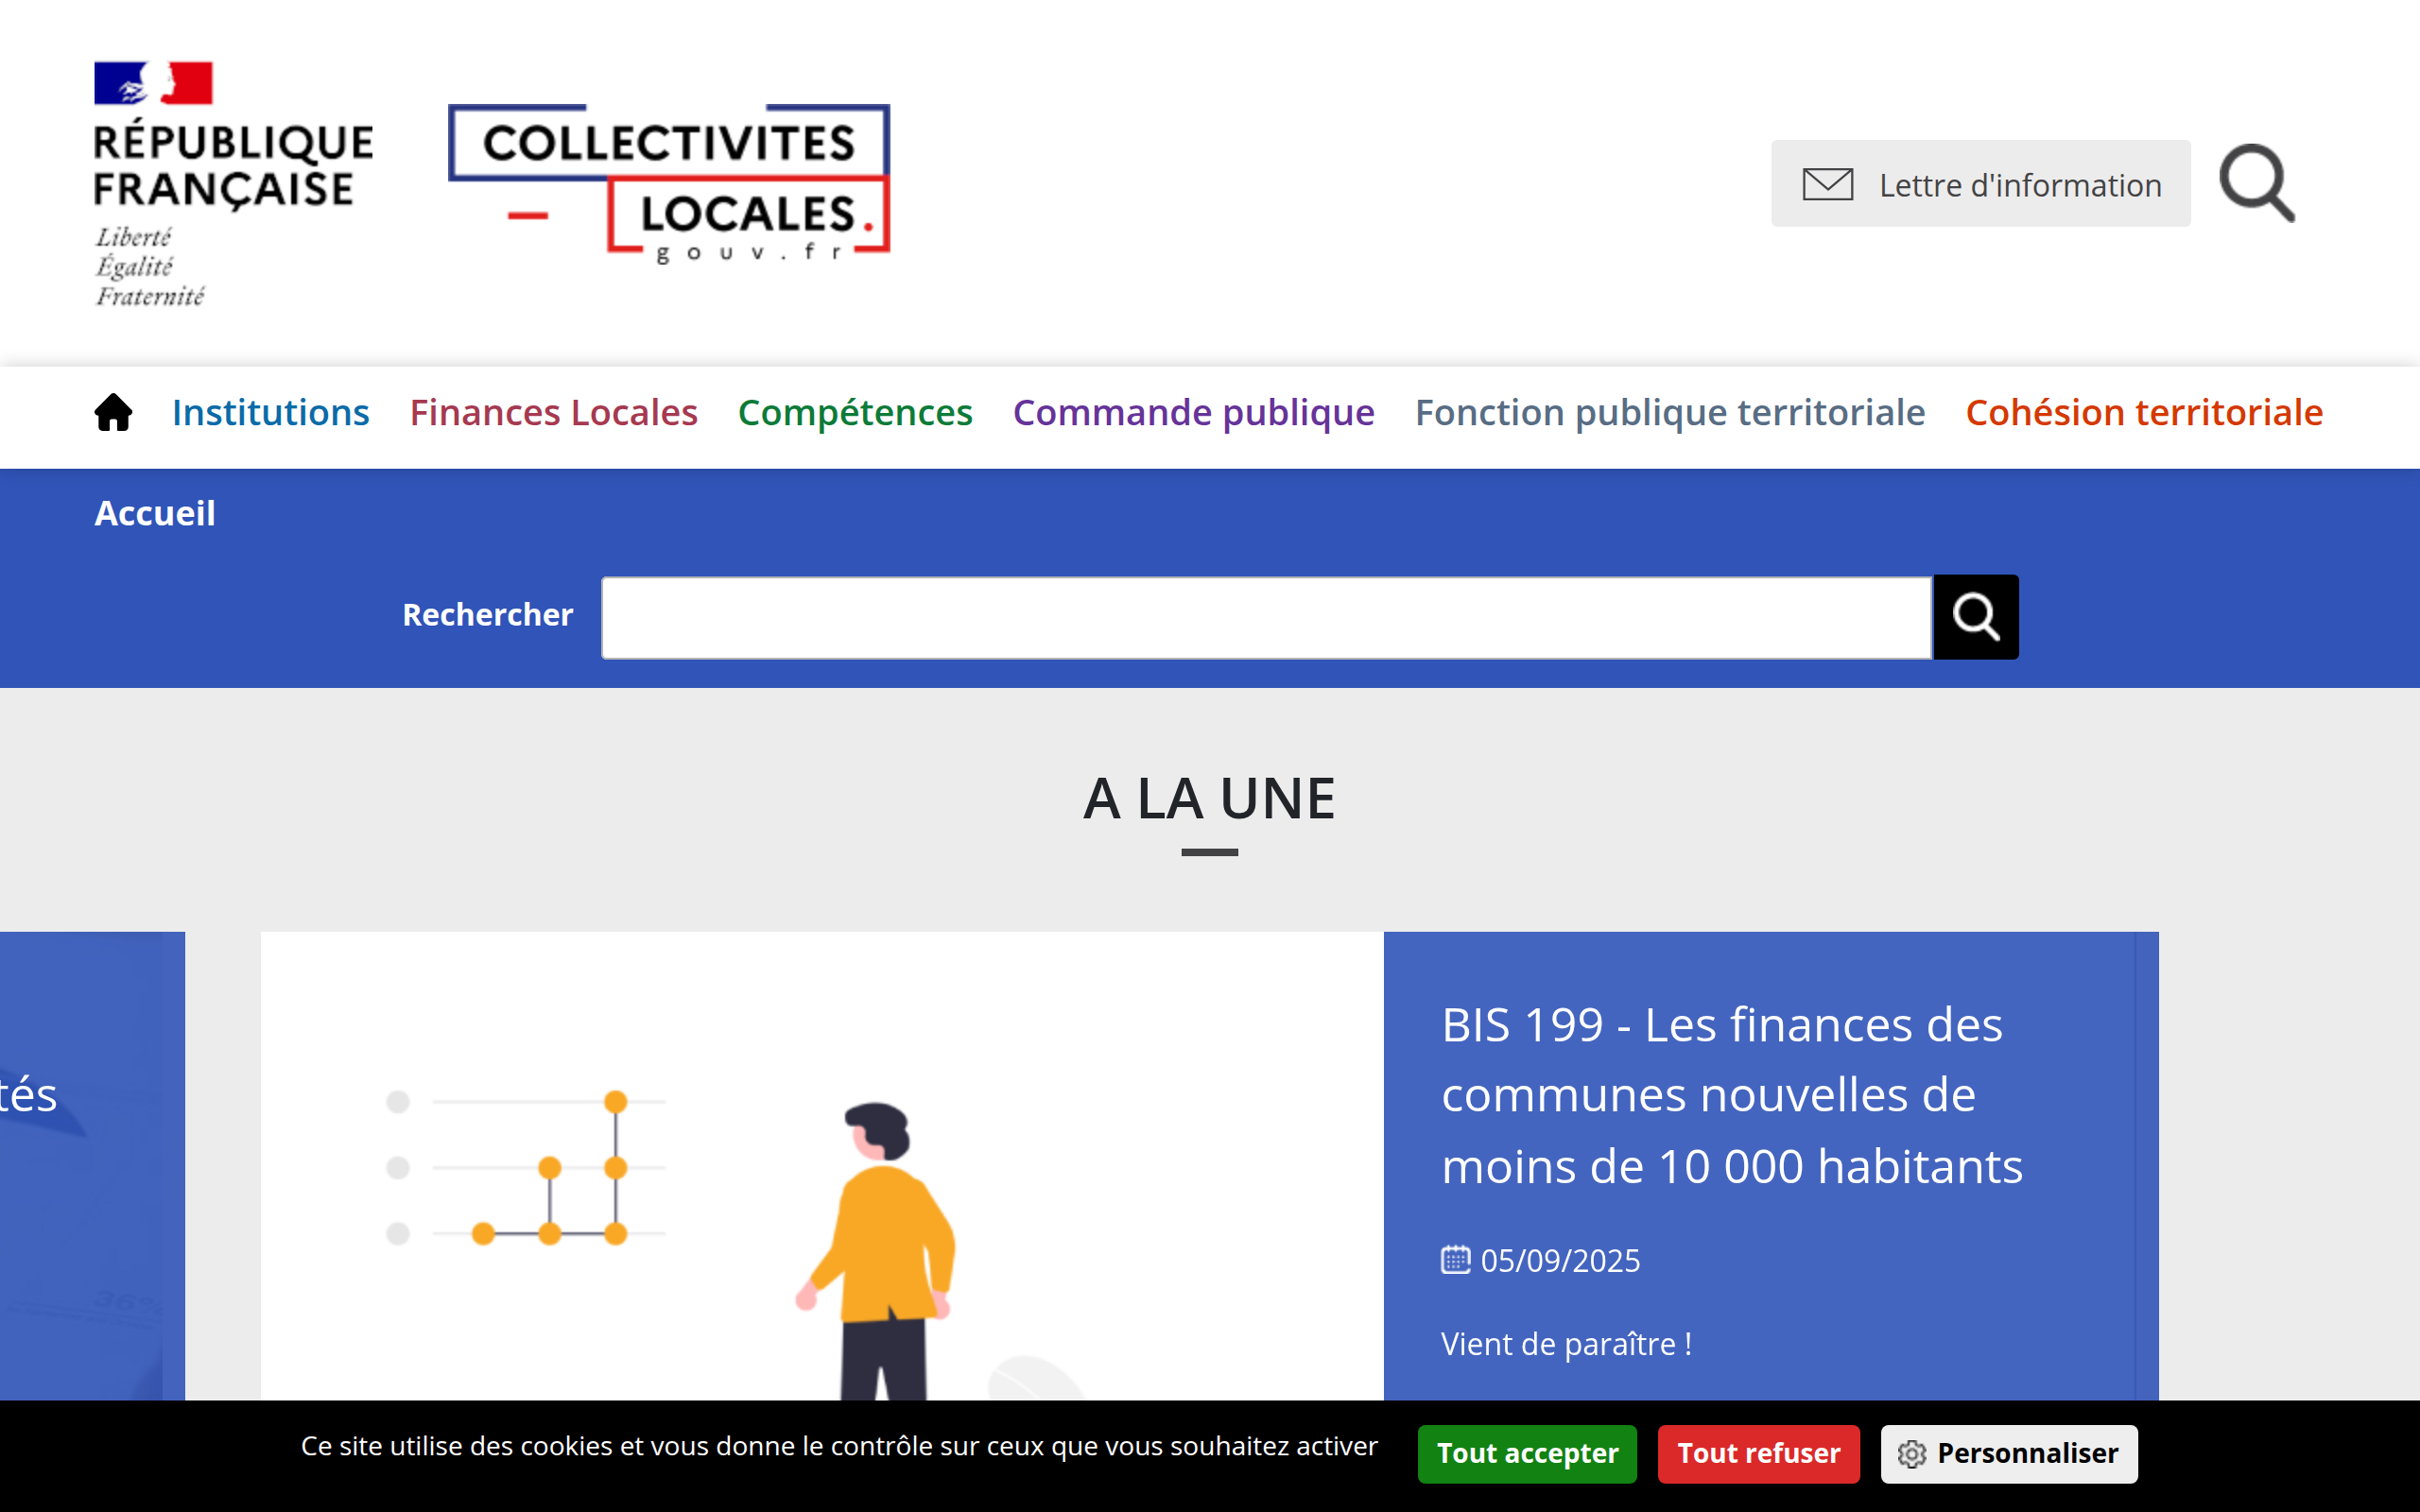 RÉPUBLIQUE
FRANÇAISE
Liberté
Égalité
Fraternité
COLLECTIVITES
LOCALES.
gouv.fr
Lettre d'information
Institutions Finances Locales Compétences Commande publique Fonction publique territoriale Cohésion territoriale
Accueil
Rechercher
A LA UNE
tés
36%
BIS 199 - Les finances des
communes nouvelles de
moins de 10 000 habitants
05/09/2025
Vient de paraître !
Ce site utilise des cookies et vous donne le contrôle sur ceux que vous souhaitez activer
Tout accepter
Tout refuser
Personnaliser